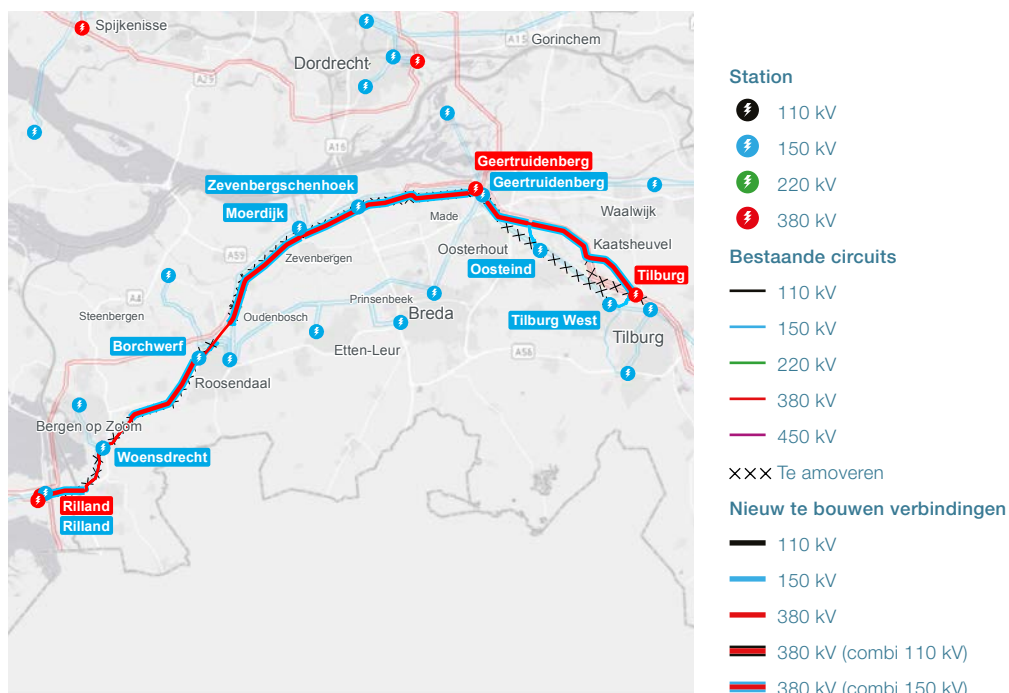 Spijkenisse
A15
Gorinchem
Dordrecht
A29
A16
Geertruidenberg
Zevenbergschenhoek
Geertruidenberg
Moerdijk
Made
Waalwijk
A59
Oosterhout
Kaatsheuvel
Zevenbergen
Oosteind
Tilburg
A4
Prinsenbeek
Steenbergen
Oudenbosch
Breda
Tilburg West
Tilburg
Borchwerf
Etten-Leur
A58
Roosendaal
Bergen op Zoom
Woensdrecht
Rilland
Rilland
Station
110 kV
150 kV
220 kV
380 kV
Bestaande circuits
110 kV
150 kV
220 kV
380 kV
450 kV
Te amoveren
Nieuw te bouwen verbindingen
110 kV
150 kV
380 kV
380 kV (combi 110 kV)
380 kV (combi 150 kV)